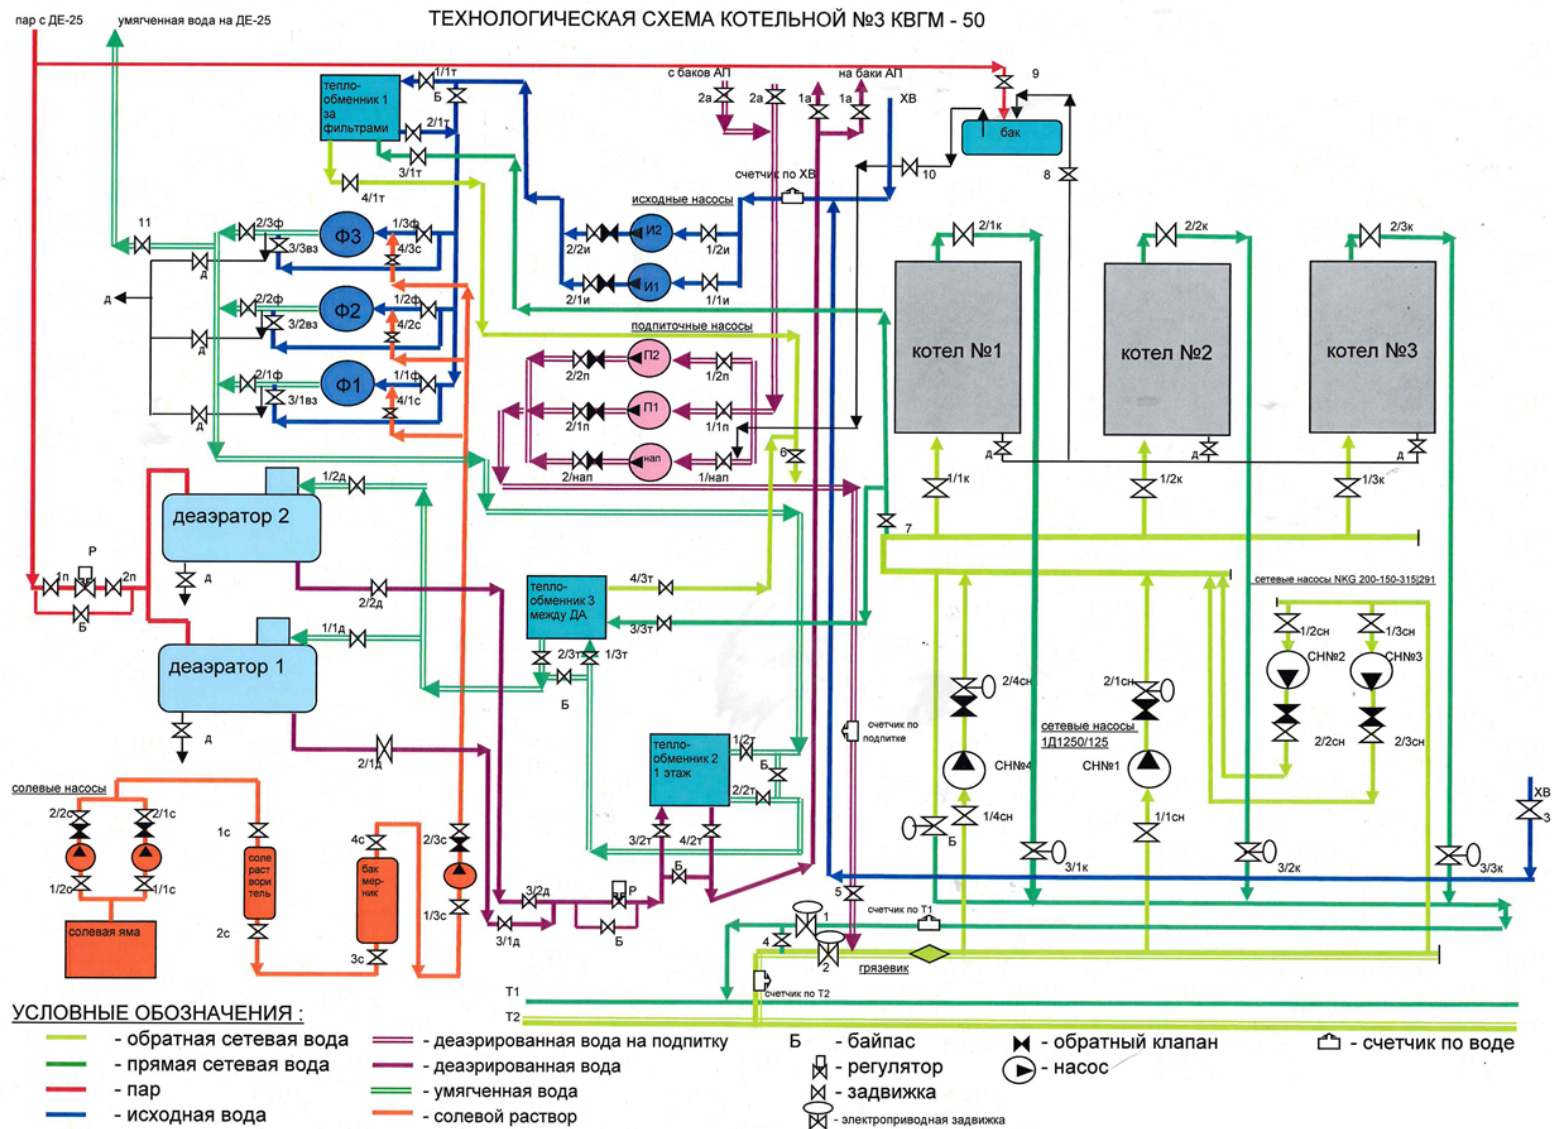 ТЕХНОЛОГИЧЕСКАЯ СХЕМА КОТЕЛЬНОЙ №3 КВГМ - 50
пар с ДЕ-25
умягченная вода на ДЕ-25
с баков АП
на баки АП
2а
2а
1а
1а
ХВ
9
бак
10
8
тепло-
обменник 1
за
фильтрами
1/1т
Б
2/1т
3/1т
4/1т
счетчик по ХВ
исходные насосы
И2
2/2и
1/2и
И1
2/1и
1/1и
11
2/3ф
Ф3
1/3ф
3/3вз
4/3с
д
д
2/2ф
Ф2
1/2ф
3/2вз
4/2с
д
2/1ф
Ф1
1/1ф
3/1вз
4/1с
д
подпиточные насосы
П2
2/2п
1/2п
П1
2/1п
1/1п
нап
2/нап
1/нап
6
7
2/1к
2/2к
2/3к
котел №1
котел №2
котел №3
д
д
д
1/1к
1/2к
1/3к
деаэратор 2
1/2д
Р
1п
2п
Б
д
2/2д
деаэратор 1
1/1д
д
2/1д
тепло-
обменник 3
между ДА
4/3т
3/3т
2/3т
1/3т
Б
тепло-
обменник 2
1 этаж
1/2т
Б
2/2т
3/2т
4/2т
Б
счетчик по
подпитке
сетевые насосы NKG 200-150-315|291
1/2сн
1/3сн
СН№2
СН№3
2/2сн
2/3сн
2/4сн
2/1сн
сетевые насосы
1Д1250/125
СН№4
СН№1
1/4сн
1/1сн
Б
3/1к
3/2к
3/3к
ХВ
3
солевые насосы
2/2с
2/1с
1/2с
1/1с
солевая яма
1с
соле
раст
вори
тель
2с
4с
бак
мер-
ник
3с
2/3с
1/3с
3/2д
3/1д
Р
Б
5
счетчик по Т1
1
4
2
грязевик
счетчик по Т2
Т1
Т2
УСЛОВНЫЕ ОБОЗНАЧЕНИЯ :
- обратная сетевая вода
- прямая сетевая вода
- пар
- исходная вода
- деаэрированная вода на подпитку
- деаэрированная вода
- умягченная вода
- солевой раствор
Б - байпас
- регулятор
- задвижка
- электроприводная задвижка
- обратный клапан
- насос
- счетчик по воде